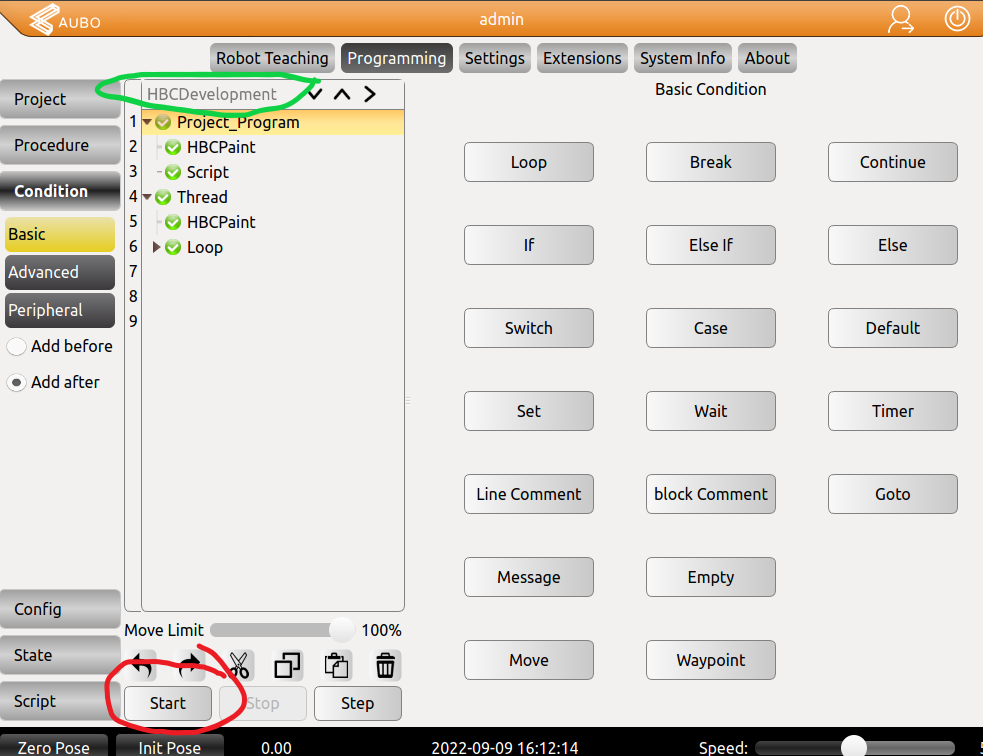 AUBO
admin
Robot Teaching Programming Settings Extensions System Info About
Project
Procedure
Condition
Basic
Advanced
Peripheral
Add before
Add after
Config
State
Script
HBCDevelopment
1 Project_Program
2 HBCPaint
3 Script
4 Thread
5 HBCPaint
6 Loop
7
8
9
Move Limit 100%
Start Stop Step
Basic Condition
Loop Break Continue
If Else If Else
Switch Case Default
Set Wait Timer
Line Comment block Comment Goto
Message Empty
Move Waypoint
Zero Pose Init Pose 0.00 2022-09-09 16:12:14 Speed: